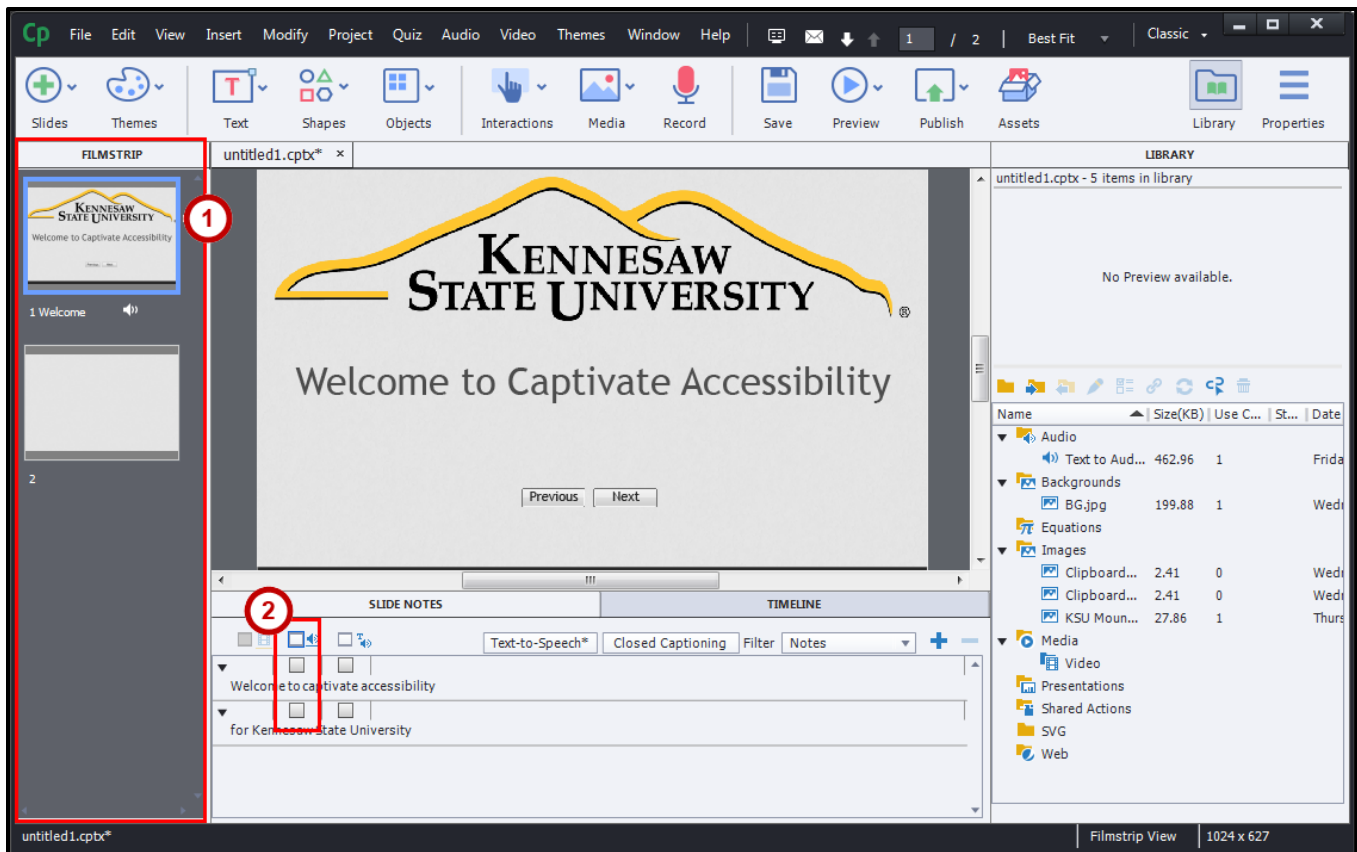 Cp File Edit View Insert Modify Project Quiz Audio Video Themes Window Help 1 / 2 Best Fit Classic
Slides Themes Text Shapes Objects Interactions Media Record Save Preview Publish Assets Library Properties
FILMSTRIP
untitled1.cptx* ×
LIBRARY
KENNESAW
STATE UNIVERSITY
Welcome to Captivate Accessibility
1
1 Welcome
2
KENNESAW
STATE UNIVERSITY ®
Welcome to Captivate Accessibility
Previous Next
2
SLIDE NOTES TIMELINE
Text-to-Speech* Closed Captioning Filter Notes
Welcome to captivate accessibility
for Kennesaw State University
untitled1.cptx - 5 items in library
No Preview available.
Name Size(KB) Use C... St... Date
Audio
Text to Aud... 462.96 1 Frida
Backgrounds
BG.jpg 199.88 1 Wed
Equations
Images
Clipboard... 2.41 0 Wed
Clipboard... 2.41 0 Wed
KSU Moun... 27.86 1 Thurs
Media
Video
Presentations
Shared Actions
SVG
Web
untitled1.cptx* Filmstrip View 1024 x 627